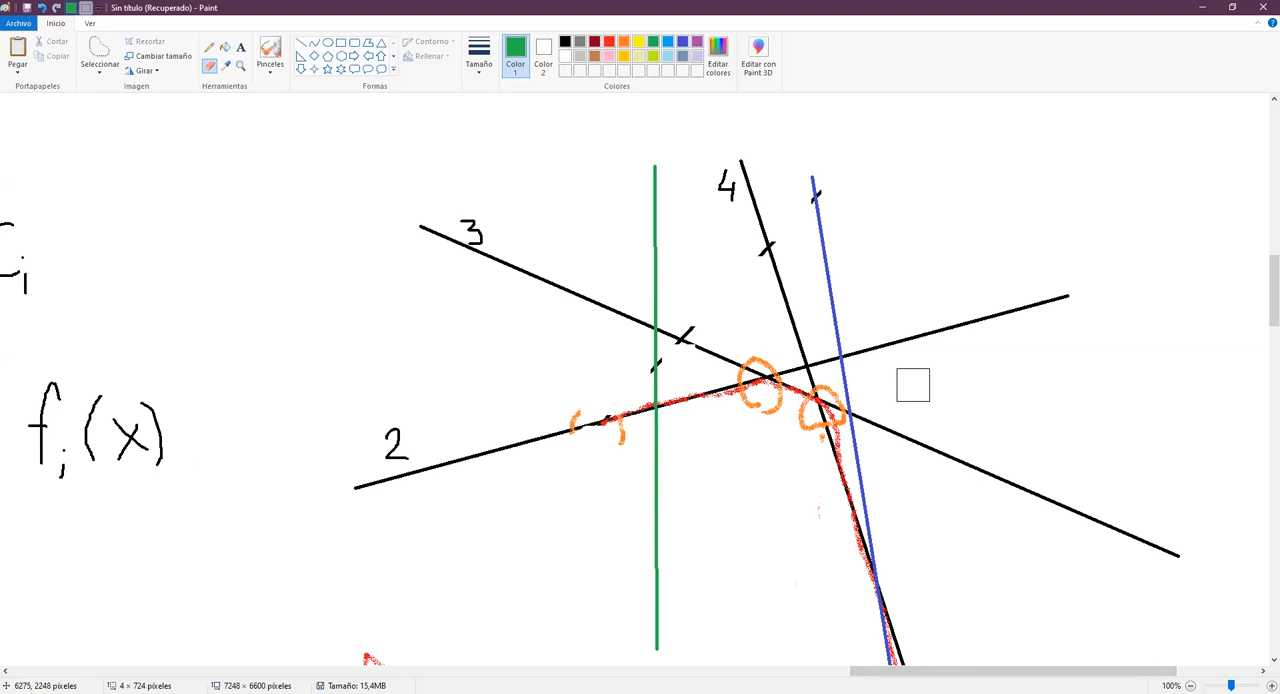 Sin título (Recuperado) - Paint
Archivo Inicio Ver
Pegar
Cortar
Copiar
Portapapeles
Seleccionar
Recortar
Cambiar tamaño
Girar
Imagen
A
Herramientas
Pinceles
Contorno
Rellenar
Formas
Tamaño
Color 1
Color 2
Editar colores
Editar con Paint 3D
Colores
4
3
i
2
f i (x)
6275, 2248 píxeles
4 × 724 píxeles
7248 × 6600 píxeles
Tamaño: 15,4MB
100%